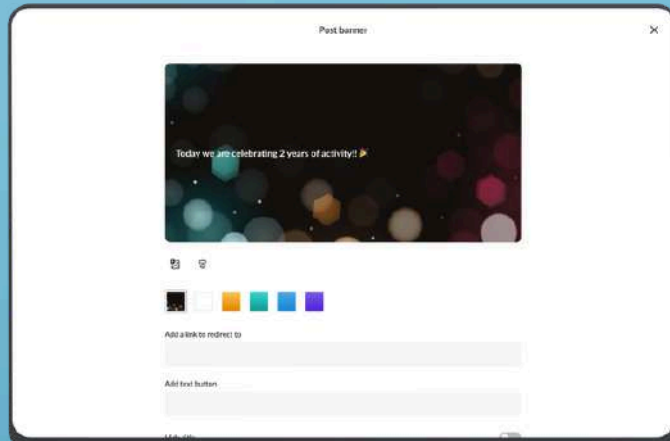 Post banner
Today we are celebrating 2 years of activity!! 🎉
Add a link to redirect to
Add text button